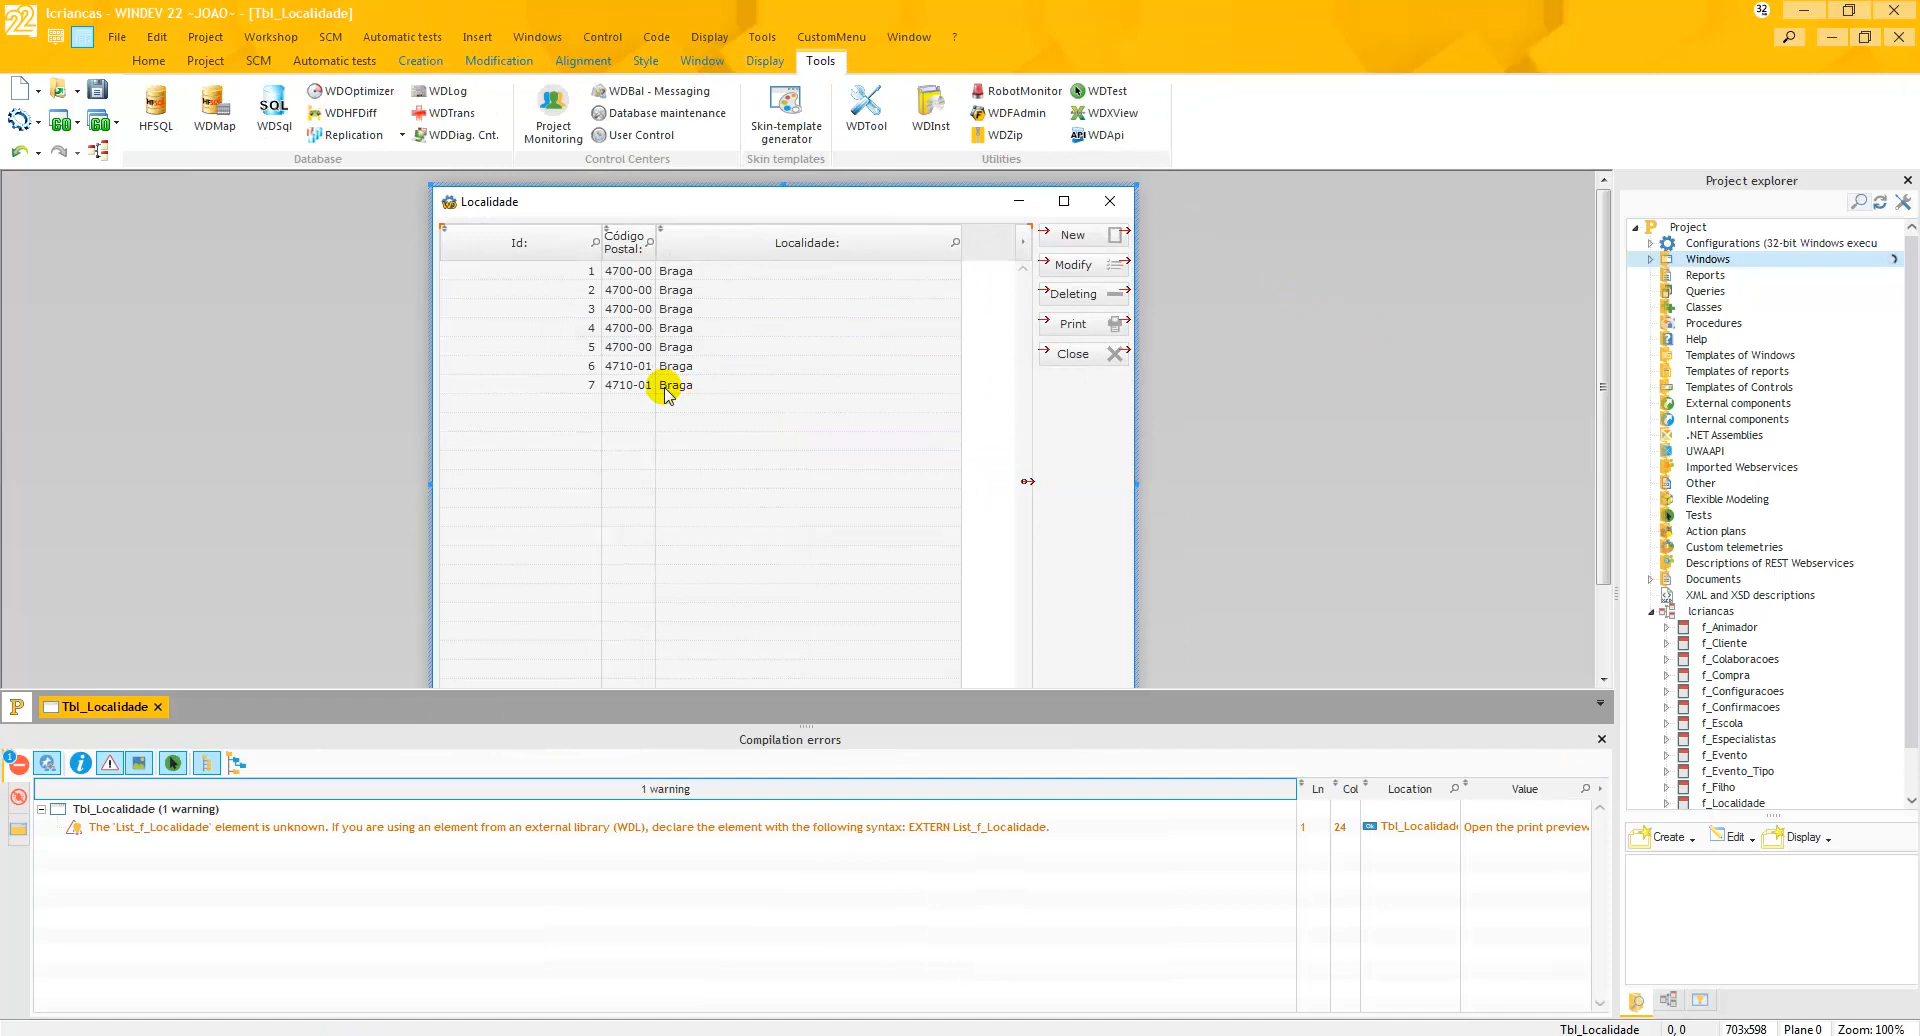 lcriancas - WINDEV 22 ~JOAO~ - [Tbl_Localidade]
32
22
File Edit Project Workshop SCM Automatic tests Insert Windows Control Code Display Tools CustomMenu Window ?
Home Project SCM Automatic tests Creation Modification Alignment Style Window Display Tools
HFSQL
WDMap
WDSql
WDOptimizer
WDHFDiff
Replication
WDLog
WDTrans
WDDiag. Cnt.
Database
Project Monitoring
WDBal - Messaging
Database maintenance
User Control
Control Centers
Skin-template generator
Skin templates
WDTool
WDInst
RobotMonitor
WDFAdmin
WDZip
WDTest
WDXView
WDApi
Utilities
GO
GO
Localidade
Id: Código Postal: Localidade:
1 4700-00 Braga
2 4700-00 Braga
3 4700-00 Braga
4 4700-00 Braga
5 4700-00 Braga
6 4710-01 Braga
7 4710-01 Braga
New
Modify
Deleting
Print
Close
Project explorer
Project
Configurations (32-bit Windows execu
Windows
Reports
Queries
Classes
Procedures
Help
Templates of Windows
Templates of reports
Templates of Controls
External components
Internal components
.NET Assemblies
UWAAPI
Imported Webservices
Other
Flexible Modeling
Tests
Action plans
Custom telemetries
Descriptions of REST Webservices
Documents
XML and XSD descriptions
lcriancas
f_Animador
f_Cliente
f_Colaboracoes
f_Compra
f_Configuracoes
f_Confirmacoes
f_Escola
f_Especialistas
f_Evento
f_Evento_Tipo
f_Filho
f_Localidade
Create Edit Display
P Tbl_Localidade
Compilation errors
1
1 warning Ln Col Location Value
Tbl_Localidade (1 warning)
The 'List_f_Localidade' element is unknown. If you are using an element from an external library (WDL), declare the element with the following syntax: EXTERN List_f_Localidade. 1 24 Tbl_Localidad Open the print preview
Tbl_Localidade 0, 0 703x598 Plane 0 Zoom: 100%